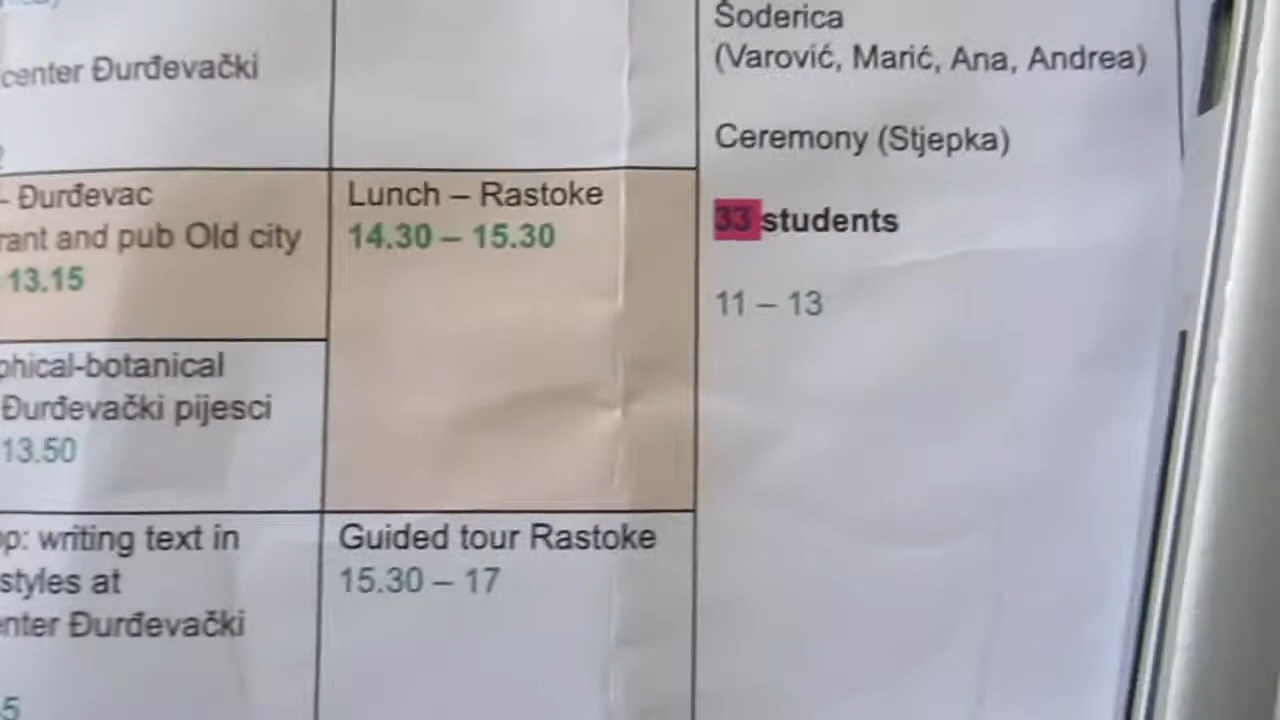 center Đurđevački
- Đurđevac
rant and pub Old city
13.15
phical-botanical
Đurđevački pijesci
13.50
op: writing text in
styles at
enter Đurđevački
5
Lunch – Rastoke
14.30 – 15.30
Guided tour Rastoke
15.30 – 17
Šoderica
(Varović, Marić, Ana, Andrea)
Ceremony (Stjepka)
33 students
11 – 13